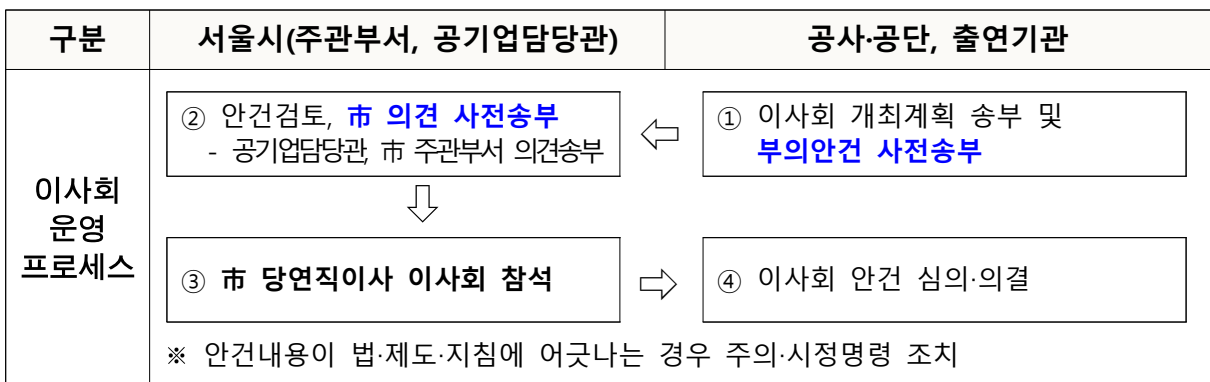 구분
서울시(주관부서, 공기업담당관)
공사·공단, 출연기관
이사회
운영
프로세스
② 안건검토, 市 의견 사전송부
- 공기업담당관, 市 주관부서 의견송부
① 이사회 개최계획 송부 및
부의안건 사전송부
③ 市 당연직이사 이사회 참석
④ 이사회 안건 심의·의결
※ 안건내용이 법·제도·지침에 어긋나는 경우 주의·시정명령 조치